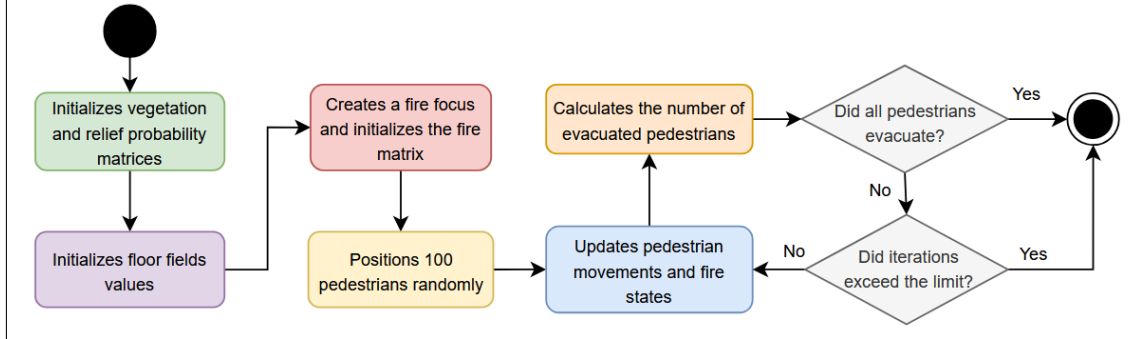 Initializes vegetation
and relief probability
matrices
Initializes floor fields
values
Creates a fire focus
and initializes the fire
matrix
Positions 100
pedestrians randomly
Updates pedestrian
movements and fire
states
Calculates the number of
evacuated pedestrians
Did all pedestrians
evacuate?
Yes
No
Did iterations
exceed the limit?
No
Yes